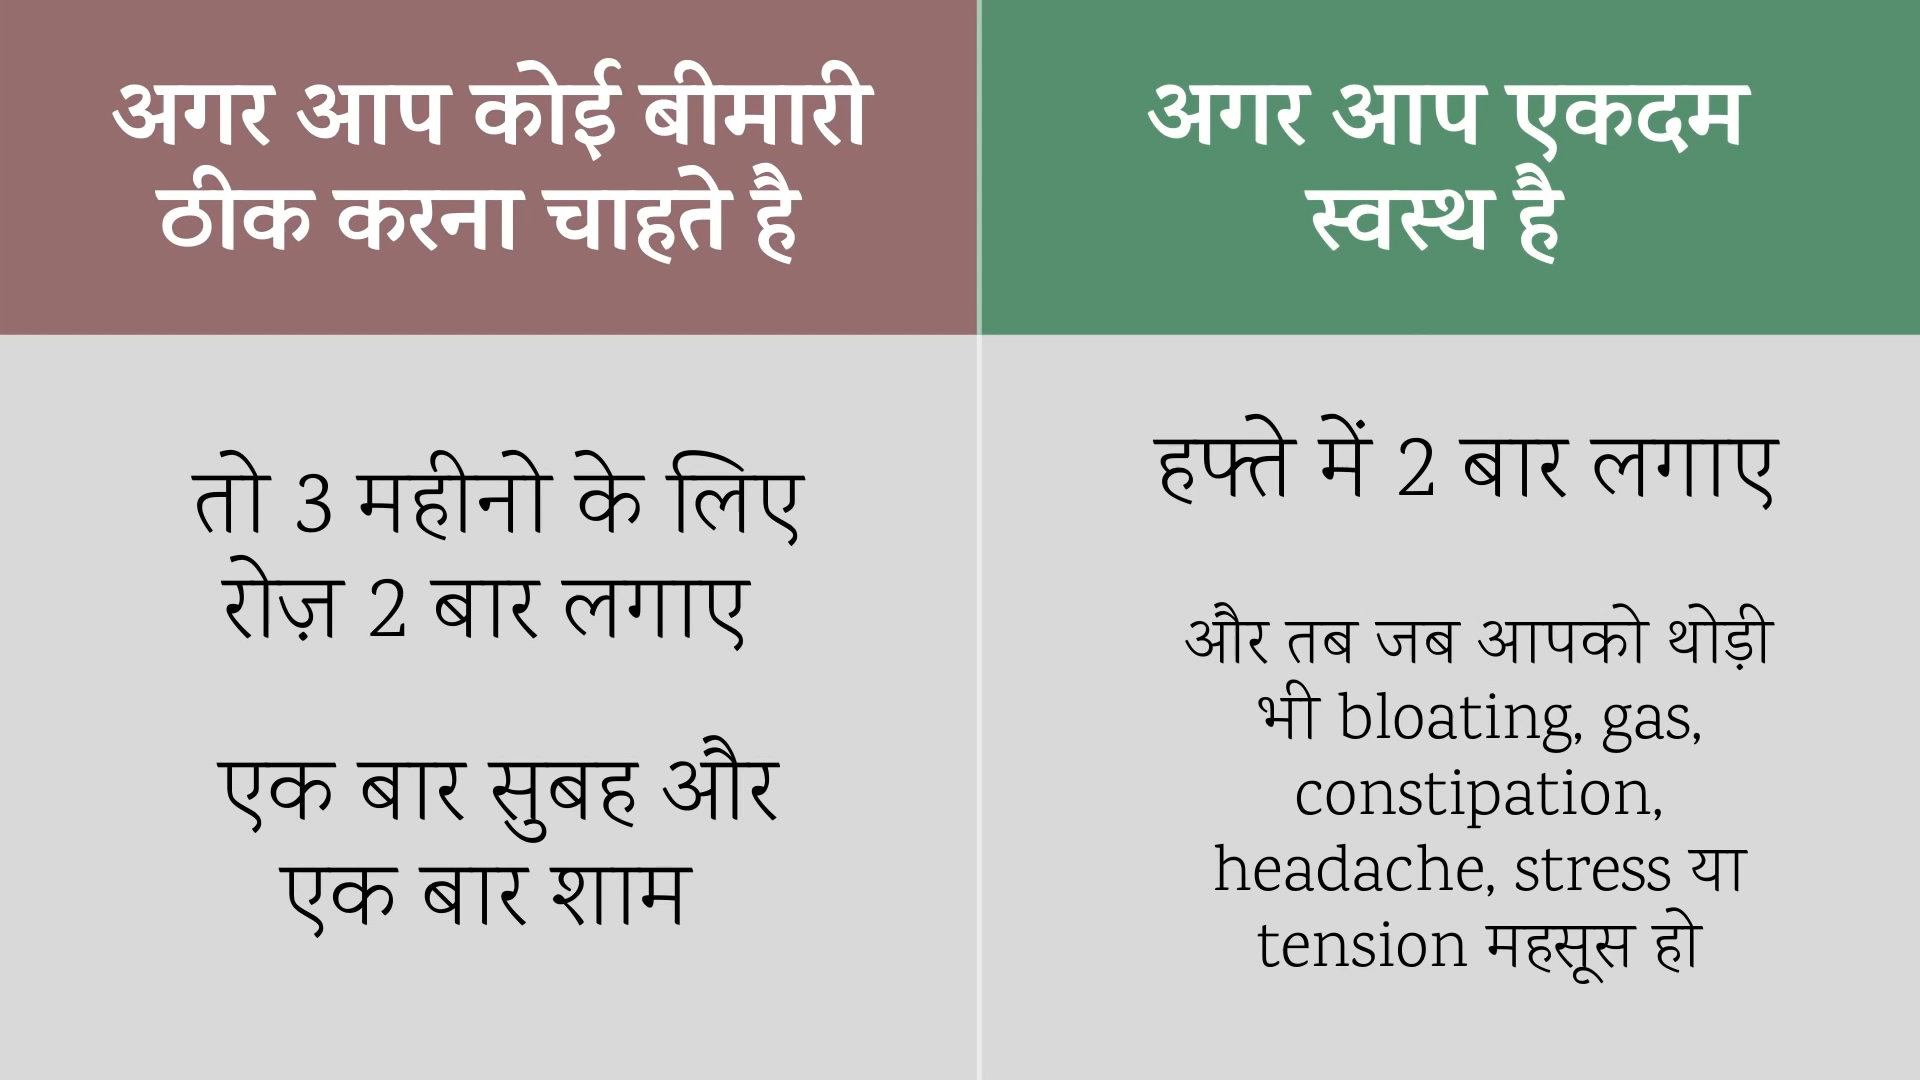 अगर आप कोई बीमारी
ठीक करना चाहते है
तो 3 महीनो के लिए
रोज़ 2 बार लगाए
एक बार सुबह और
एक बार शाम
अगर आप एकदम
स्वस्थ है
हफ्ते में 2 बार लगाए
और तब जब आपको थोड़ी
भी bloating, gas,
constipation,
headache, stress या
tension महसूस हो